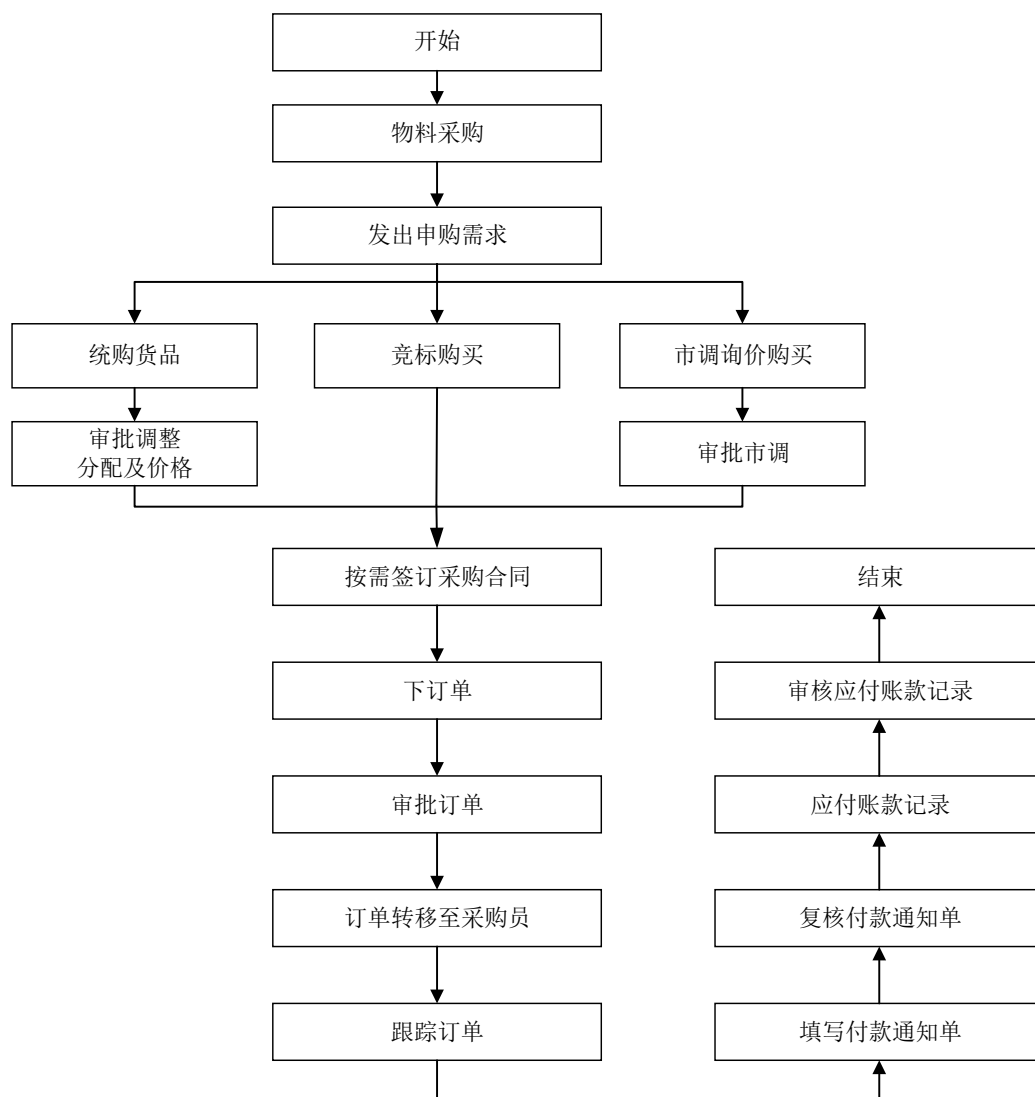 开始
物料采购
发出申购需求
统购货品
竞标购买
市调询价购买
审批调整
分配及价格
审批市调
按需签订采购合同
结束
下订单
审核应付账款记录
审批订单
应付账款记录
订单转移至采购员
复核付款通知单
跟踪订单
填写付款通知单